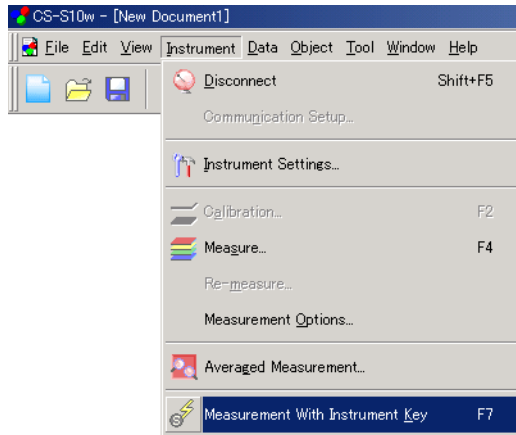 CS-S10w - [New Document1]
File Edit View Instrument Data Object Tool Window Help
Disconnect Shift+F5
Communication Setup...
Instrument Settings...
Calibration... F2
Measure... F4
Re-measure...
Measurement Options...
Averaged Measurement...
Measurement With Instrument Key F7